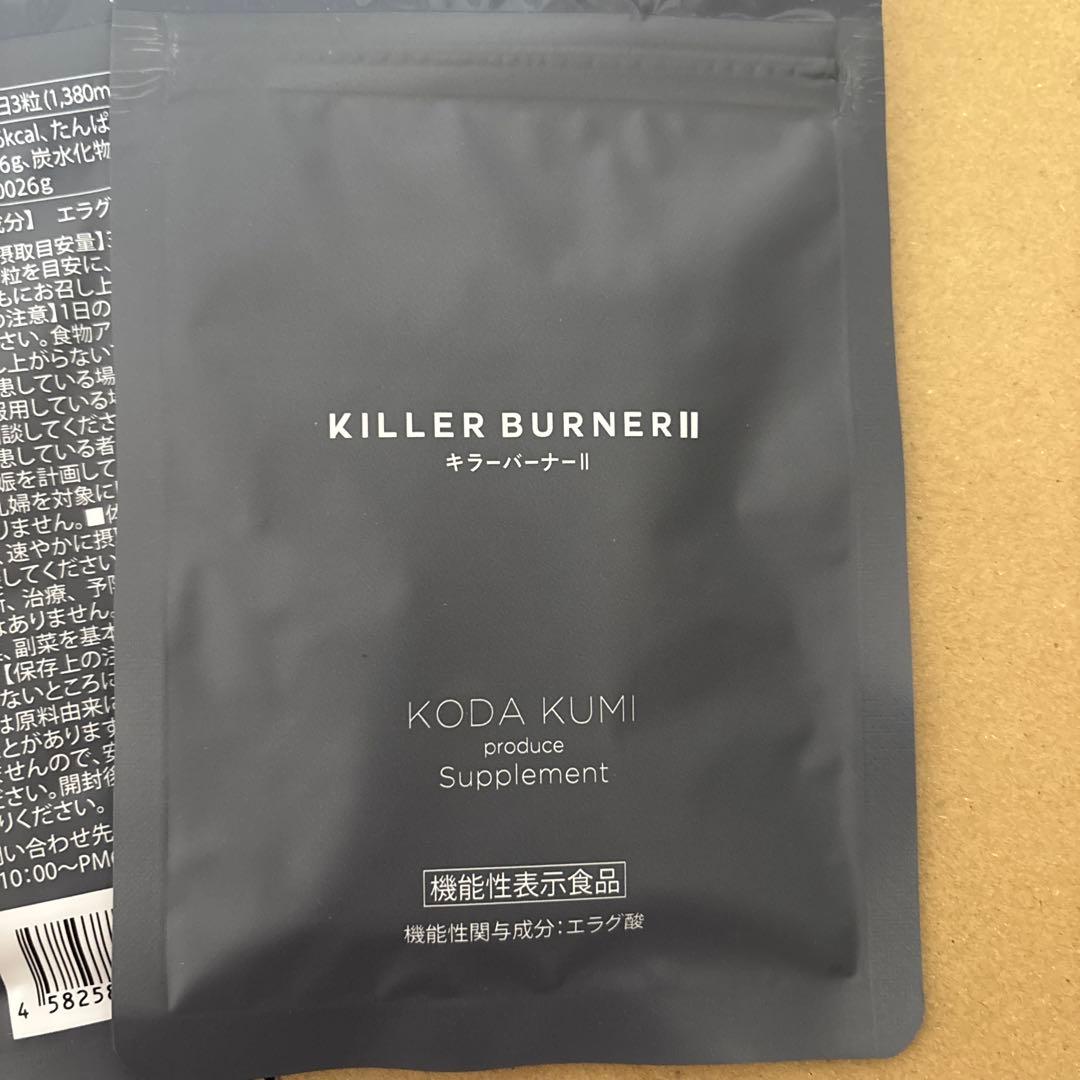 日3粒(1,380m
kcal、たんぱ
6g、炭水化物
0026g
成分】 エラグ
摂取目安量】
粒を目安に、
もにお召し上
の注意】1日の
さい。食物ア
し上がらない
患している場
服用している場
談してくださ
患している者
娠を計画して
乳婦を対象に
りません。■体
、速やかに摂
してください
、治療、予防
はありません。
、副菜を基本
【保存上の注
ないところに
は原料由来に
とがあります
ませんので、安
ださい。開封後
りください。
問い合わせ先
10:00〜PM
4 58258
KILLER BURNERII
キラーバーナーII
KODA KUMI
produce
Supplement
機能性表示食品
機能性関与成分:エラグ酸